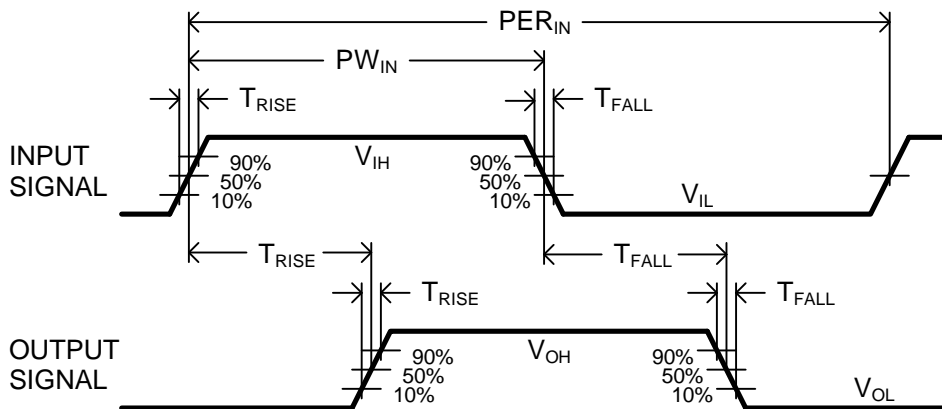 PER_IN
PW_IN
T_RISE
T_FALL
INPUT
SIGNAL
90%
50%
10%
V_IH
90%
50%
10%
V_IL
T_RISE
T_FALL
T_RISE
T_FALL
OUTPUT
SIGNAL
90%
50%
10%
V_OH
90%
50%
10%
V_OL